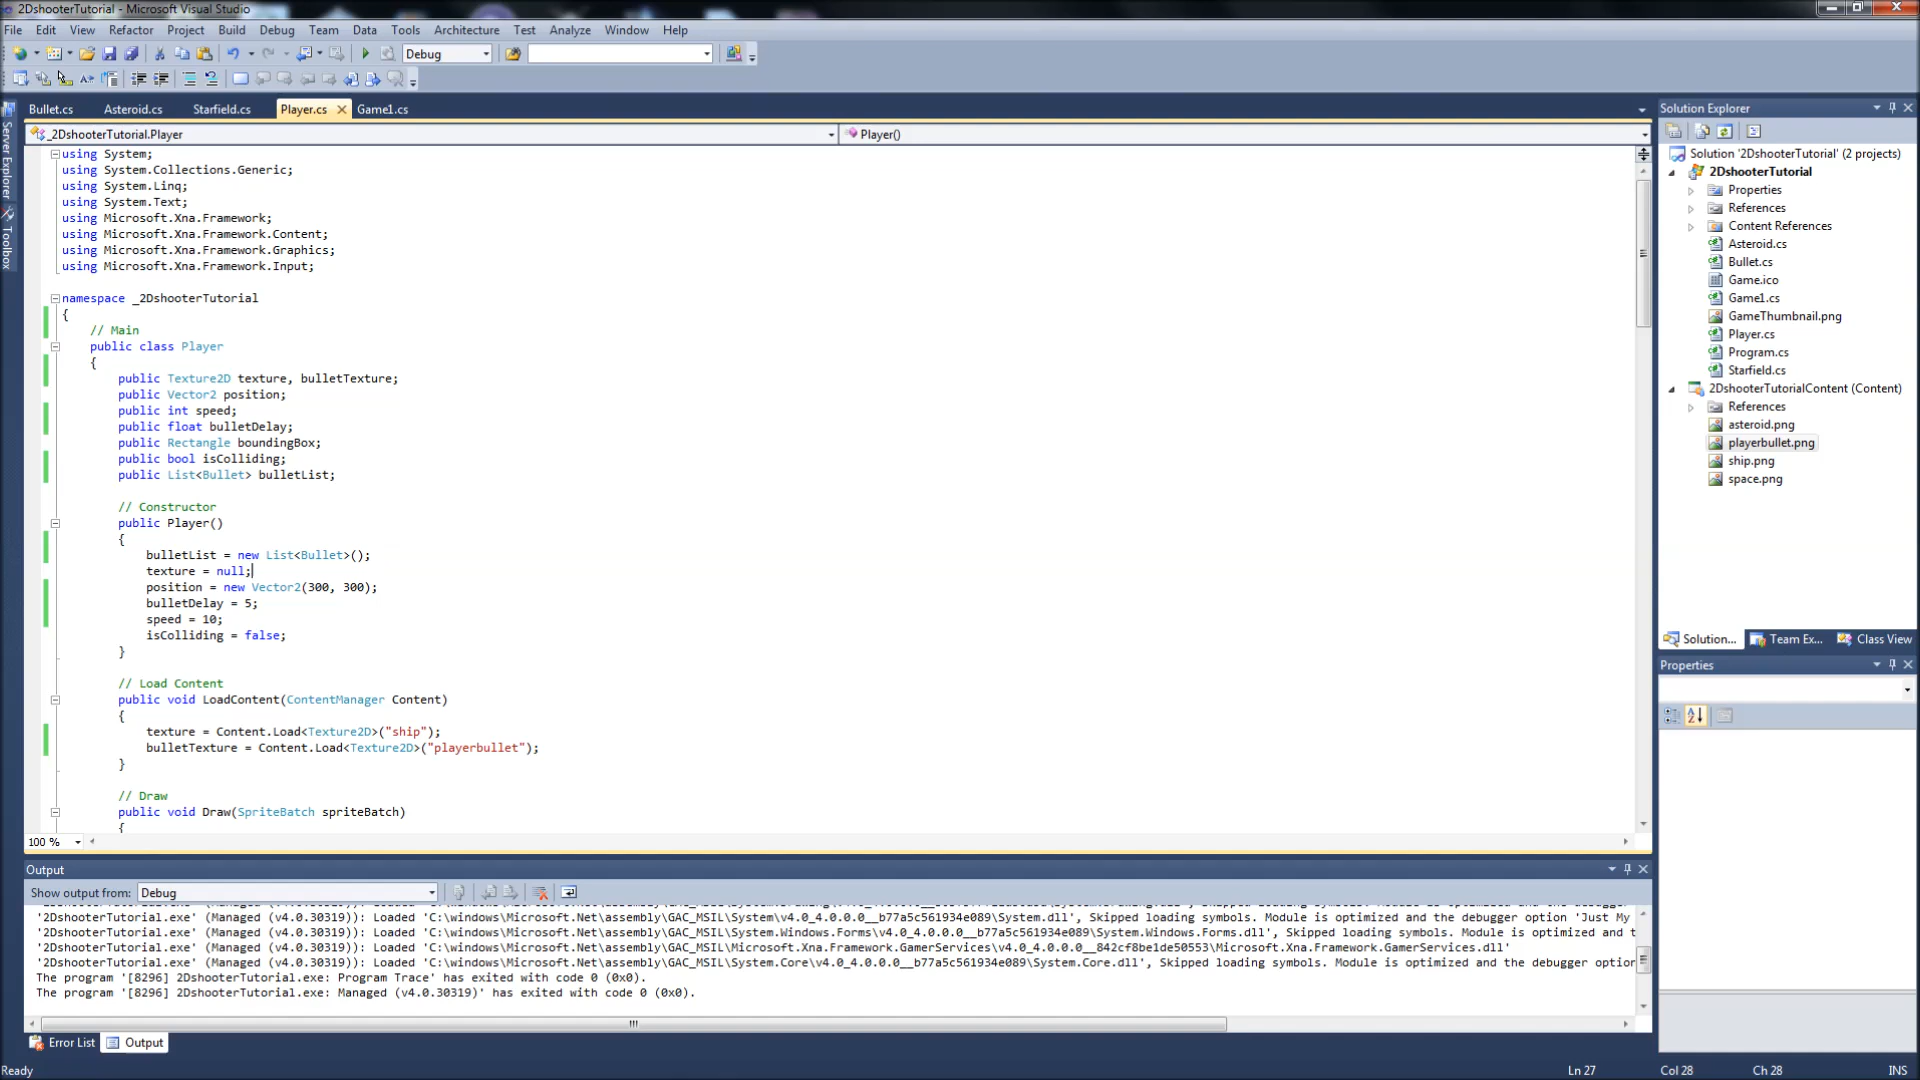 2DshooterTutorial - Microsoft Visual Studio
File Edit View Refactor Project Build Debug Team Data Tools Architecture Test Analyze Window Help
Debug
Bullet.cs Asteroid.cs Starfield.cs Player.cs Game1.cs
_2DshooterTutorial.Player Player()
Server Explorer
Toolbox
using System;
using System.Collections.Generic;
using System.Linq;
using System.Text;
using Microsoft.Xna.Framework;
using Microsoft.Xna.Framework.Content;
using Microsoft.Xna.Framework.Graphics;
using Microsoft.Xna.Framework.Input;
namespace _2DshooterTutorial
{
// Main
public class Player
{
public Texture2D texture, bulletTexture;
public Vector2 position;
public int speed;
public float bulletDelay;
public Rectangle boundingBox;
public bool isColliding;
public List<Bullet> bulletList;
// Constructor
public Player()
{
bulletList = new List<Bullet>();
texture = null;
position = new Vector2(300, 300);
bulletDelay = 5;
speed = 10;
isColliding = false;
}
// Load Content
public void LoadContent(ContentManager Content)
{
texture = Content.Load<Texture2D>("ship");
bulletTexture = Content.Load<Texture2D>("playerbullet");
}
// Draw
public void Draw(SpriteBatch spriteBatch)
{
100 %
Output
Show output from: Debug
'2DshooterTutorial.exe' (Managed (v4.0.30319)): Loaded 'C:\windows\Microsoft.Net\assembly\GAC_MSIL\System\v4.0_4.0.0.0__b77a5c561934e089\System.dll', Skipped loading symbols. Module is optimized and the debugger option 'Just My
'2DshooterTutorial.exe' (Managed (v4.0.30319)): Loaded 'C:\windows\Microsoft.Net\assembly\GAC_MSIL\System.Windows.Forms\v4.0_4.0.0.0__b77a5c561934e089\System.Windows.Forms.dll', Skipped loading symbols. Module is optimized and t
'2DshooterTutorial.exe' (Managed (v4.0.30319)): Loaded 'C:\windows\Microsoft.Net\assembly\GAC_MSIL\Microsoft.Xna.Framework.GamerServices\v4.0_4.0.0.0__842cf8be1de50553\Microsoft.Xna.Framework.GamerServices.dll'
'2DshooterTutorial.exe' (Managed (v4.0.30319)): Loaded 'C:\windows\Microsoft.Net\assembly\GAC_MSIL\System.Core\v4.0_4.0.0.0__b77a5c561934e089\System.Core.dll', Skipped loading symbols. Module is optimized and the debugger option
The program '[8296] 2DshooterTutorial.exe: Program Trace' has exited with code 0 (0x0).
The program '[8296] 2DshooterTutorial.exe: Managed (v4.0.30319)' has exited with code 0 (0x0).
Error List Output
Solution Explorer
Solution '2DshooterTutorial' (2 projects)
2DshooterTutorial
Properties
References
Content References
Asteroid.cs
Bullet.cs
Game.ico
Game1.cs
GameThumbnail.png
Player.cs
Program.cs
Starfield.cs
2DshooterTutorialContent (Content)
References
asteroid.png
playerbullet.png
ship.png
space.png
Solution... Team Ex... Class View
Properties
Ready Ln 27 Col 28 Ch 28 INS